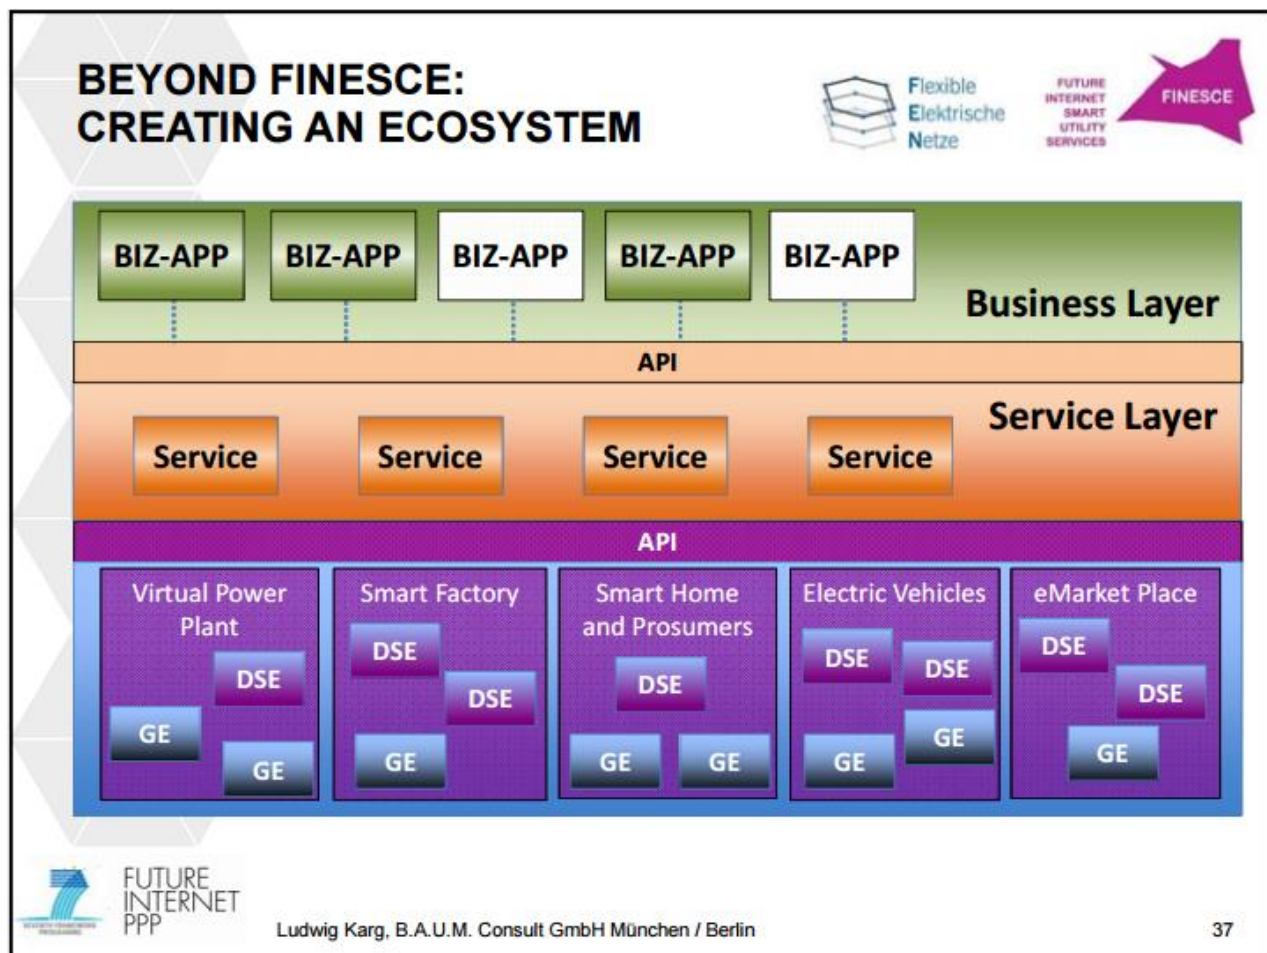 BEYOND FINESCE:
CREATING AN ECOSYSTEM
Flexible
Elektrische
Netze
FUTURE
INTERNET
SMART
UTILITY
SERVICES
FINESCE
BIZ-APP BIZ-APP BIZ-APP BIZ-APP BIZ-APP
Business Layer
API
Service Layer
Service Service Service Service
API
Virtual Power
Plant
DSE
GE
GE
Smart Factory
DSE
DSE
GE
Smart Home
and Prosumers
DSE
GE GE
Electric Vehicles
DSE
DSE
GE
GE
eMarket Place
DSE
DSE
GE
SEVENTH FRAMEWORK
PROGRAMME
FUTURE
INTERNET
PPP
Ludwig Karg, B.A.U.M. Consult GmbH München / Berlin
37